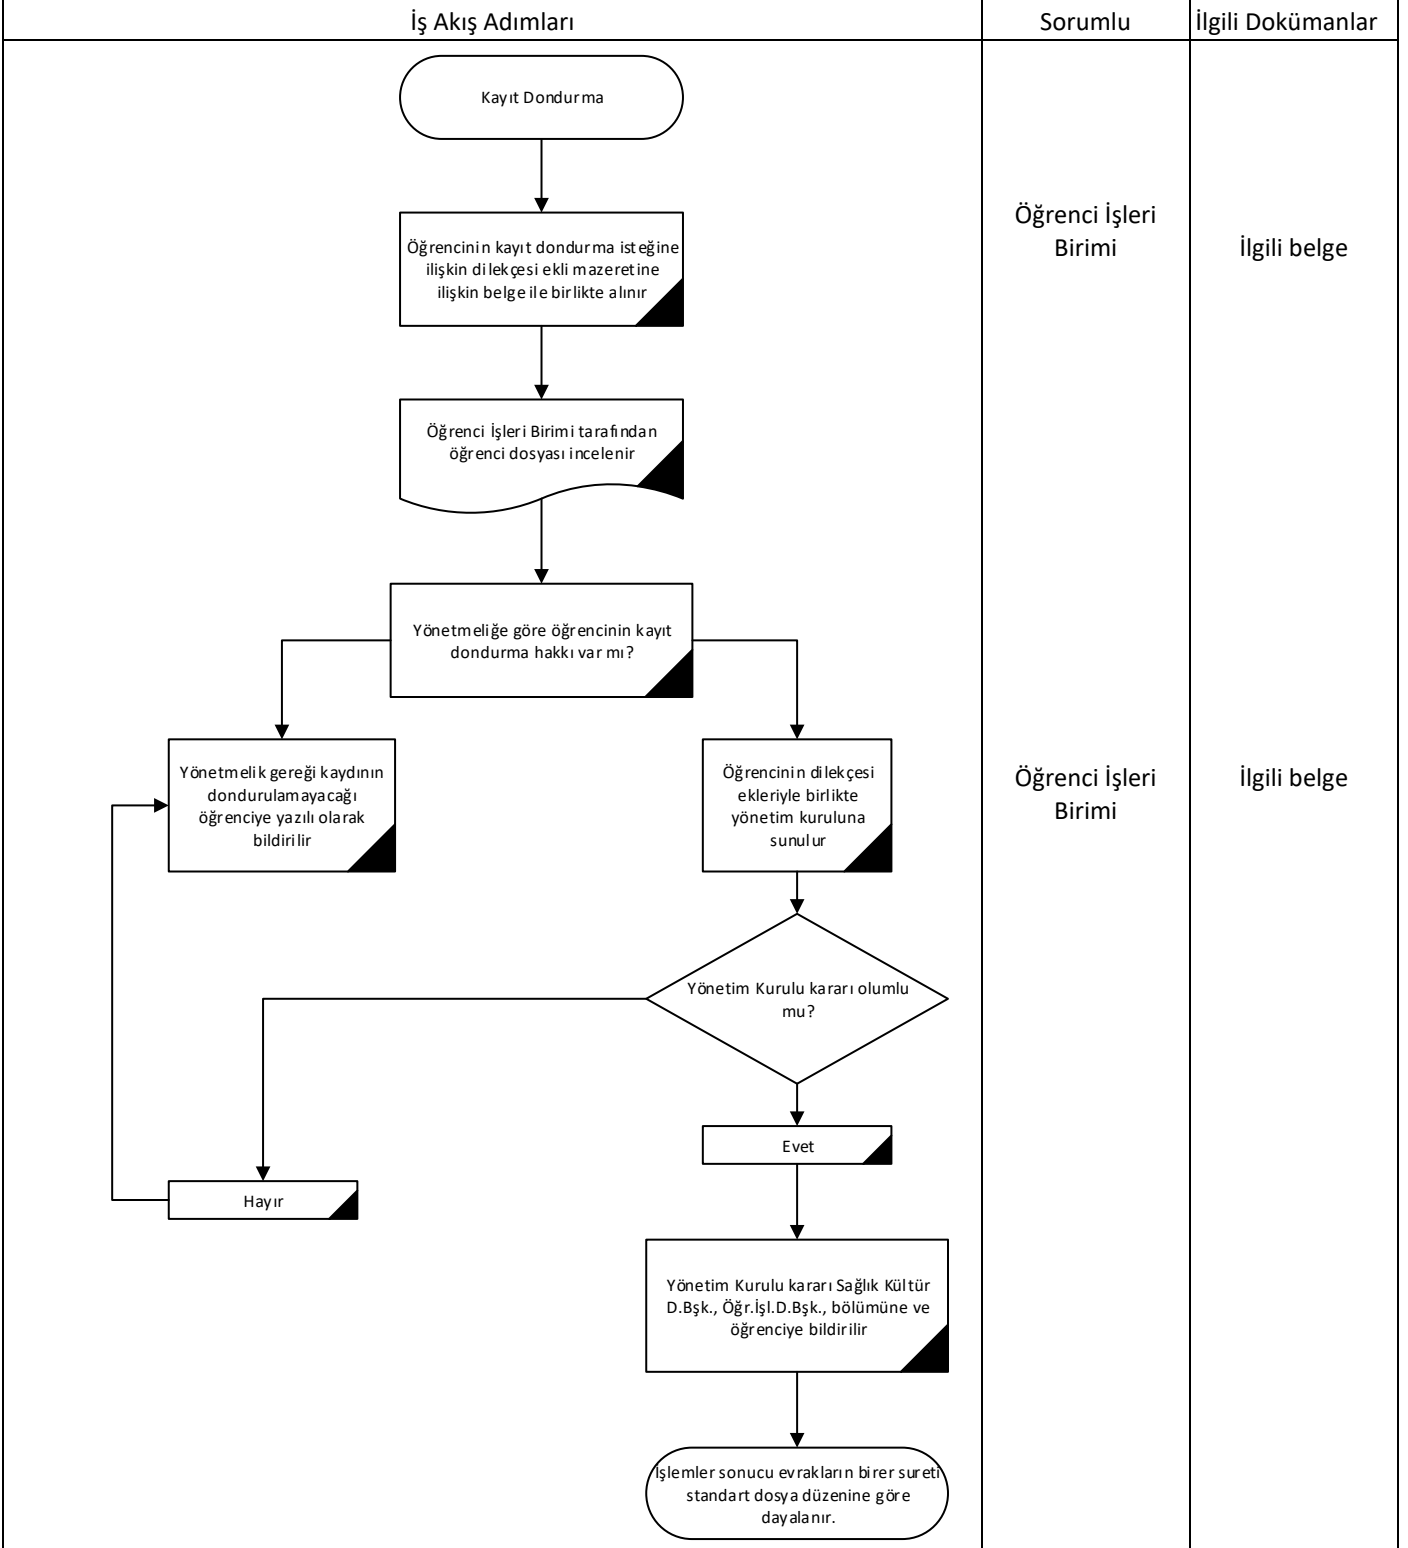 İş Akış Adımları
Sorumlu
İlgili Dokümanlar
Kayıt Dondurma
Öğrencinin kayıt dondurma isteğine
ilişkin dilekçesi ekli mazeretine
ilişkin belge ile birlikte alınır
Öğrenci İşleri
Birimi
İlgili belge
Öğrenci İşleri Birimi tarafından
öğrenci dosyası incelenir
Yönetmeliğe göre öğrencinin kayıt
dondurma hakkı var mı?
Yönetmelik gereği kaydının
dondurulamayacağı
öğrenciye yazılı olarak
bildirilir
Öğrencinin dilekçesi
ekleriyle birlikte
yönetim kuruluna
sunulur
Öğrenci İşleri
Birimi
İlgili belge
Yönetim Kurulu kararı olumlu
mu?
Evet
Hayır
Yönetim Kurulu kararı Sağlık Kültür
D.Bşk., Öğr.İşl.D.Bşk., bölümüne ve
öğrenciye bildirilir
İşlemler sonucu evrakların birer sureti
standart dosya düzenine göre
dayalanır.